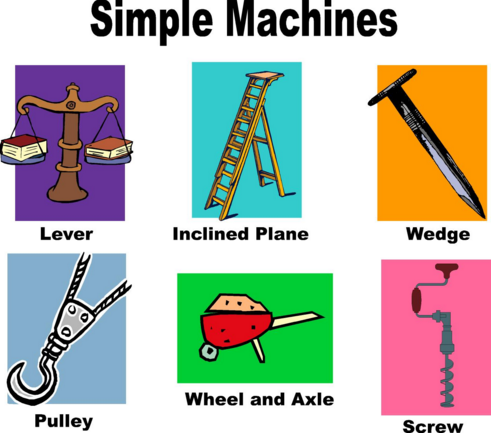 Simple Machines
Lever
Inclined Plane
Wedge
Pulley
Wheel and Axle
Screw